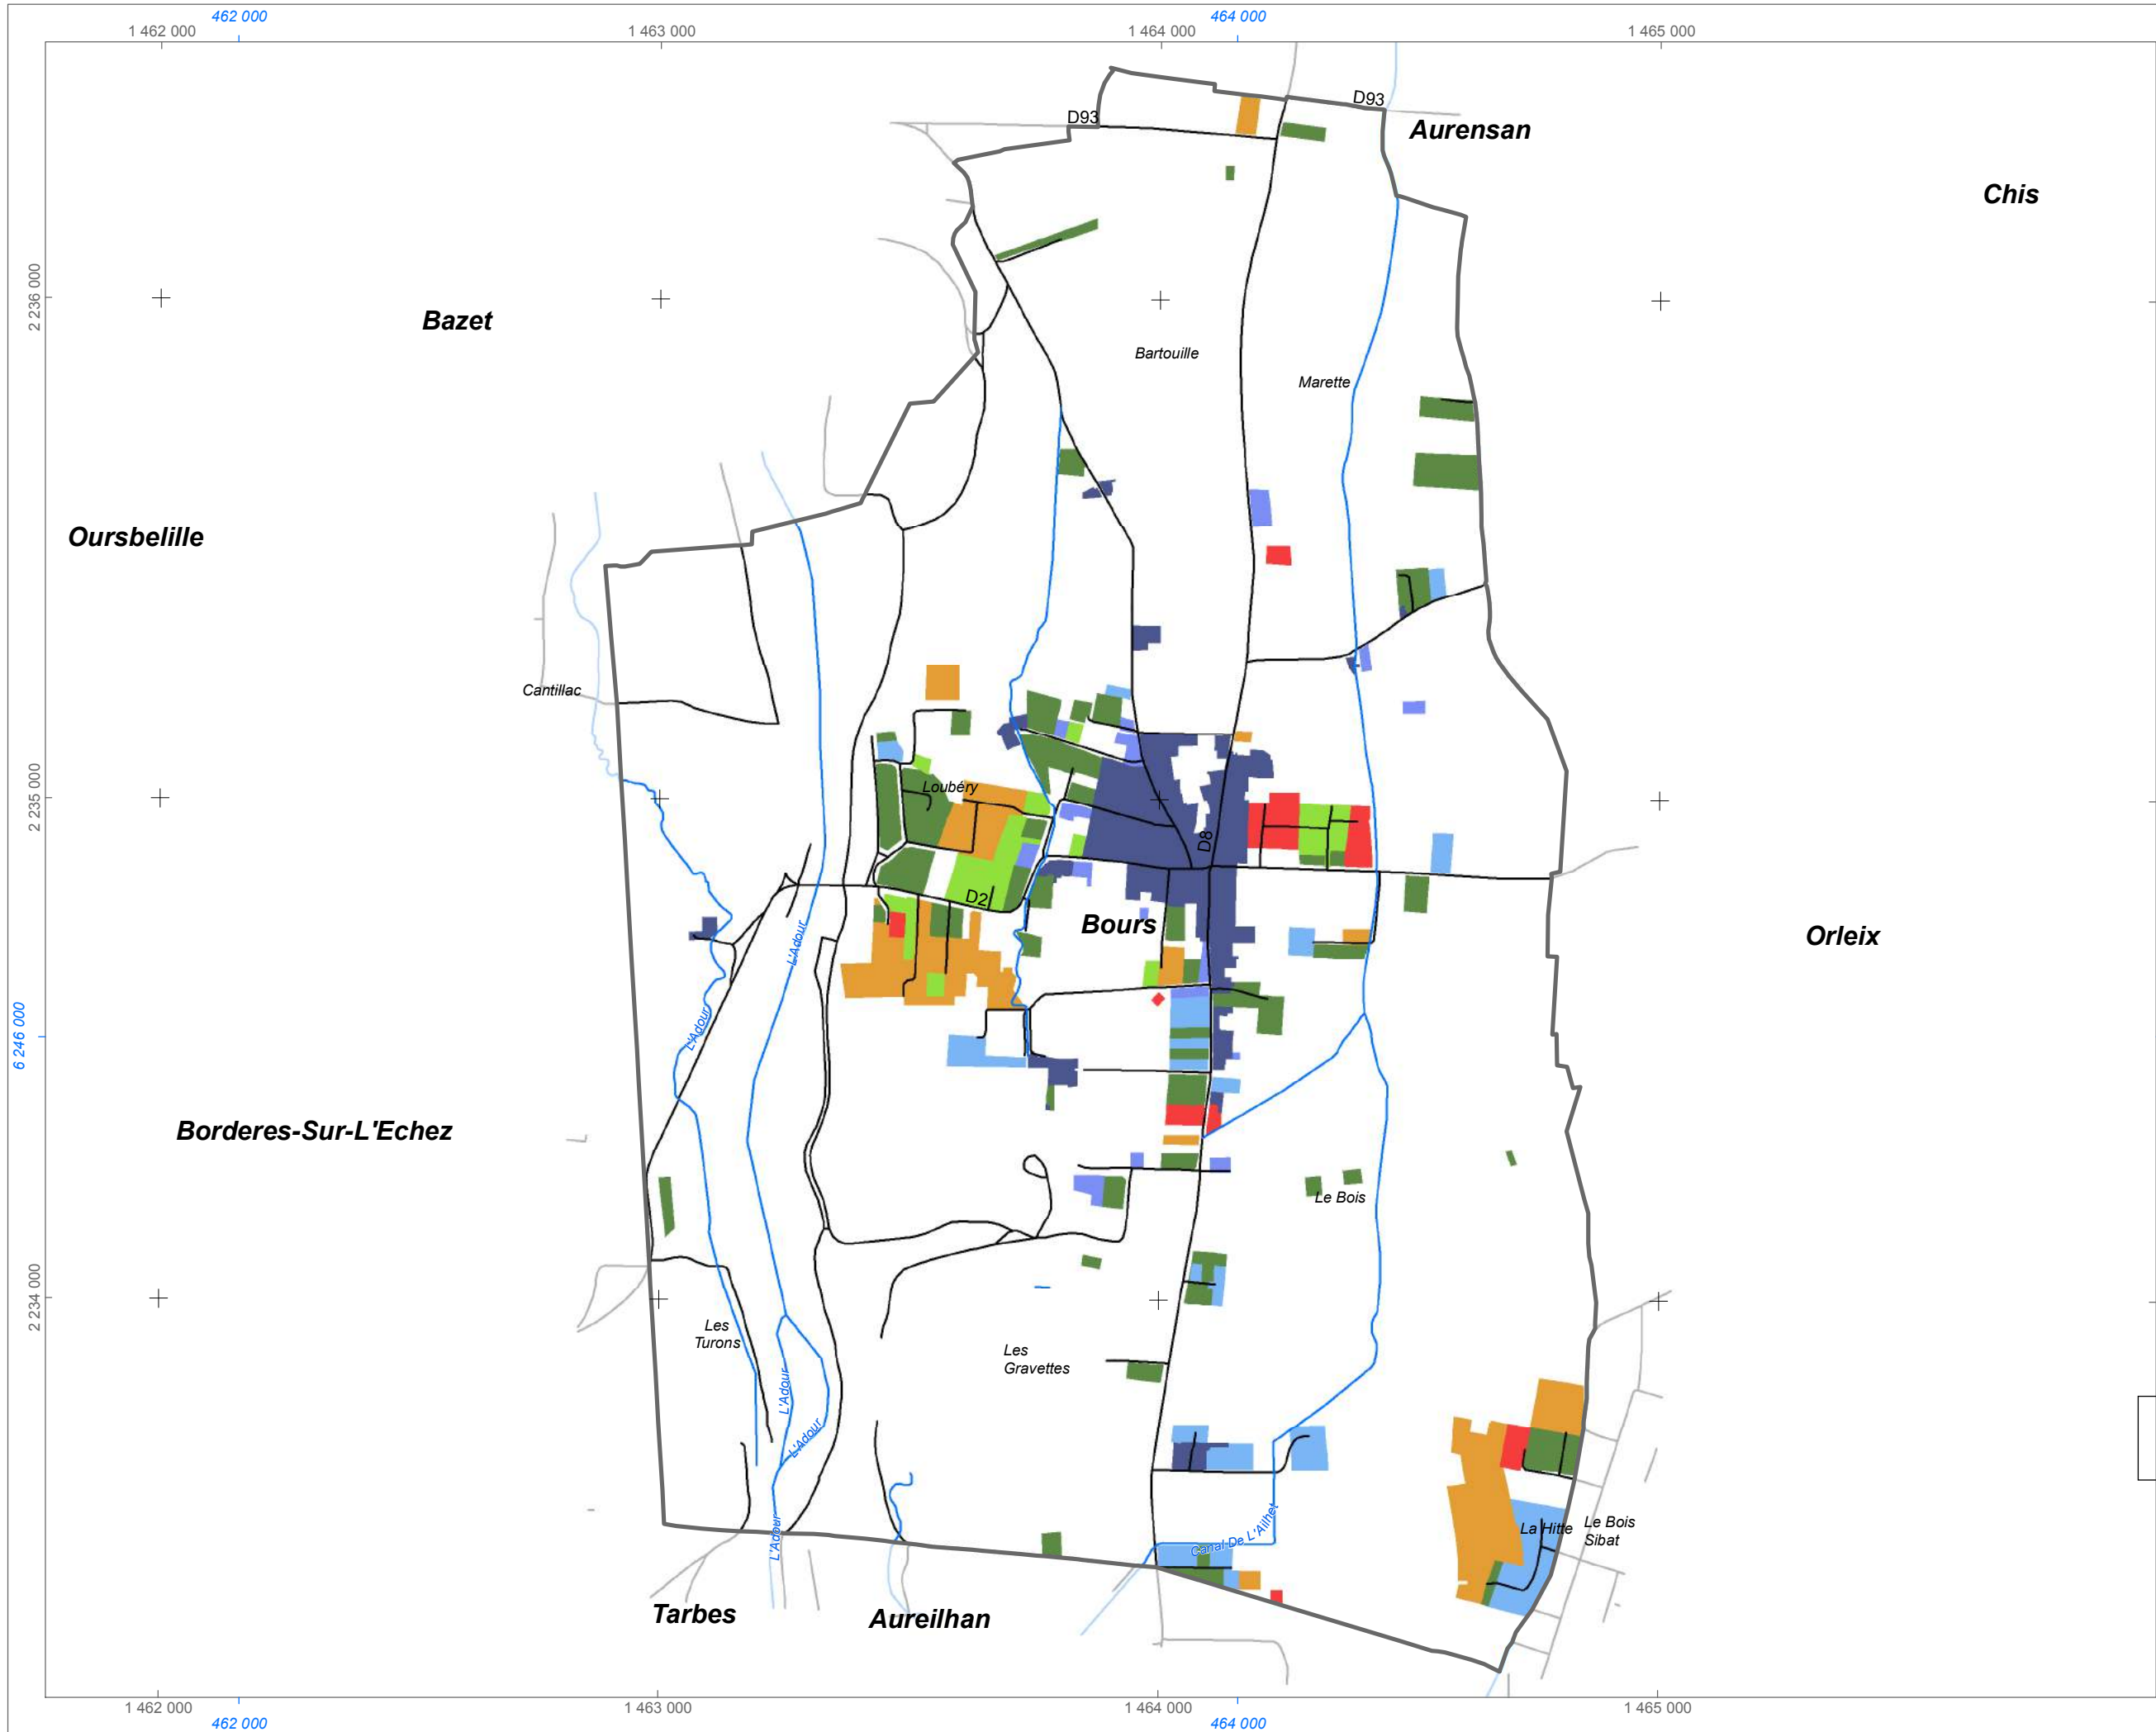 462 000
464 000
1 462 000
1 463 000
1 464 000
1 465 000
D93
D93
Aurensan
Chis
2 236 000
Bazet
Bartouille
Marette
Oursbelille
Cantillac
2 235 000
Loubéry
D8
D2
Bours
Orleix
L'Adour
L'Adour
6 246 000
Borderes-Sur-L'Echez
Le Bois
2 234 000
Les
Turons
Les
Gravettes
L'Adour
L'Adour
L'Adour
Canal De L'Ailhet
La Hitte
Le Bois
Sibat
Tarbes
Aureilhan
1 462 000
1 463 000
1 464 000
1 465 000
462 000
464 000